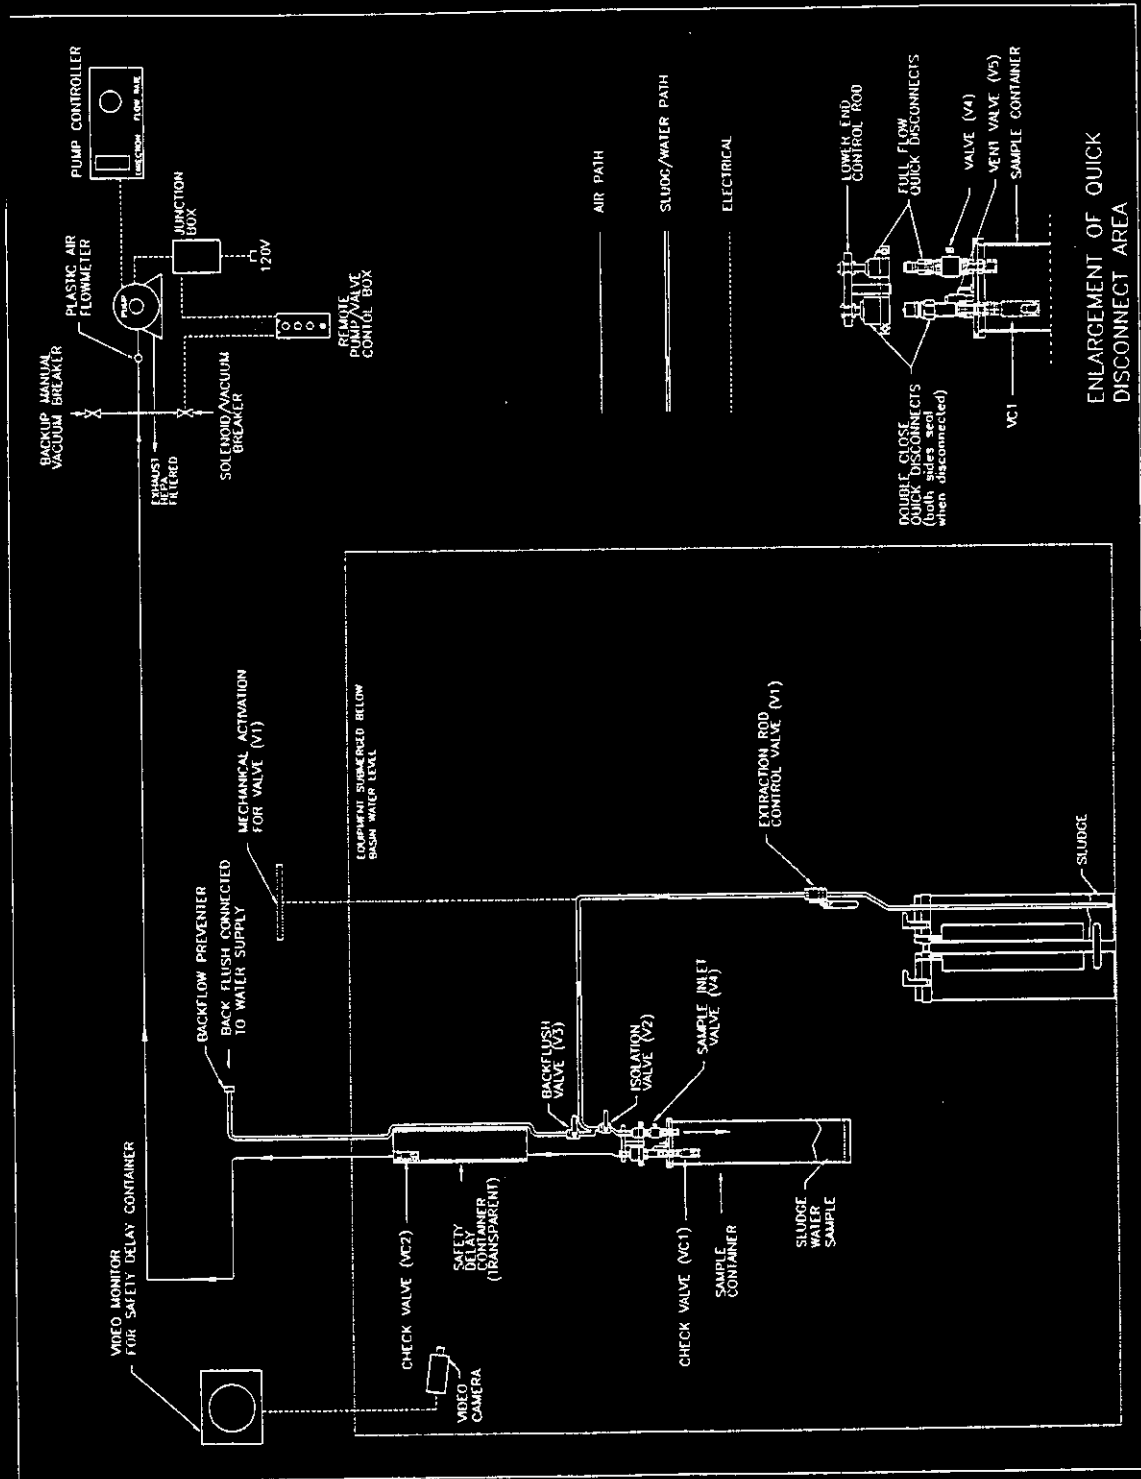 VIDEO MONITOR
FOR SAFETY DELAY CONTAINER
BACKFLOW PREVENTER
BACK FLUSH CONNECTED
TO WATER SUPPLY
MECHANICAL ACTIVATION
FOR VALVE (V1)
BACKUP MANUAL
VACUUM BREAKER
PLASTIC AIR
FLOWMETER
PUMP CONTROLLER
DIRECTION FLOW RATE
PUMP
JUNCTION
BOX
120V
EXHAUST
HEPA
FILTERED
SOLENOID/VACUUM
BREAKER
REMOTE
PUMP/VALVE
CONTOL BOX
EQUIPMENT SUBMERGED BELOW
BASIN WATER LEVEL
VIDEO
CAMERA
CHECK VALVE (VC2)
SAFETY
DELAY
CONTAINER
(TRANSPARENT)
BACKFLUSH
VALVE (V3)
ISOLATION
VALVE (V2)
SAMPLE INLET
VALVE (V4)
EXTRACTION ROD
CONTROL VALVE (V1)
CHECK VALVE (VC1)
SAMPLE
CONTAINER
SLUDGE
WATER
SAMPLE
SLUDGE
AIR PATH
SLUDG/WATER PATH
ELECTRICAL
LOWER END
CONTROL ROD
FULL FLOW
QUICK DISCONNECTS
DOUBLE CLOSE
QUICK DISCONNECTS
(both sides seal
when disconnected)
VALVE (V4)
VENT VALVE (V5)
SAMPLE CONTAINER
VC1
ENLARGEMENT OF QUICK
DISCONNECT AREA